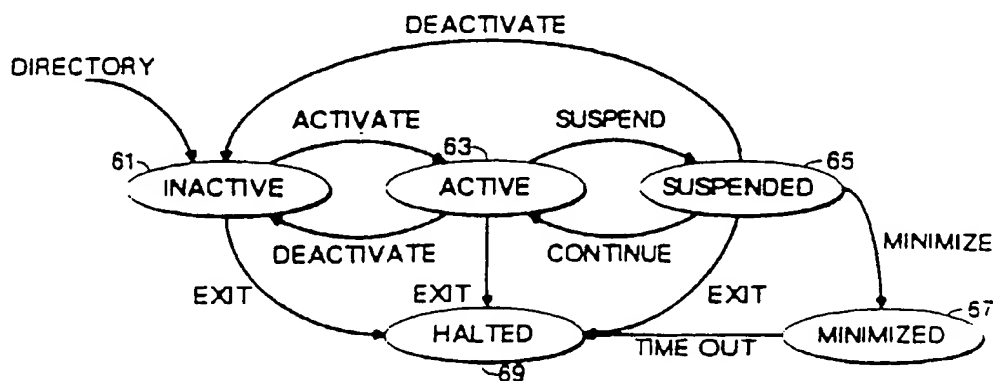 DEACTIVATE
DIRECTORY
ACTIVATE
SUSPEND
61
63
65
INACTIVE
ACTIVE
SUSPENDED
DEACTIVATE
CONTINUE
MINIMIZE
EXIT
EXIT
EXIT
67
HALTED
TIME OUT
MINIMIZED
69